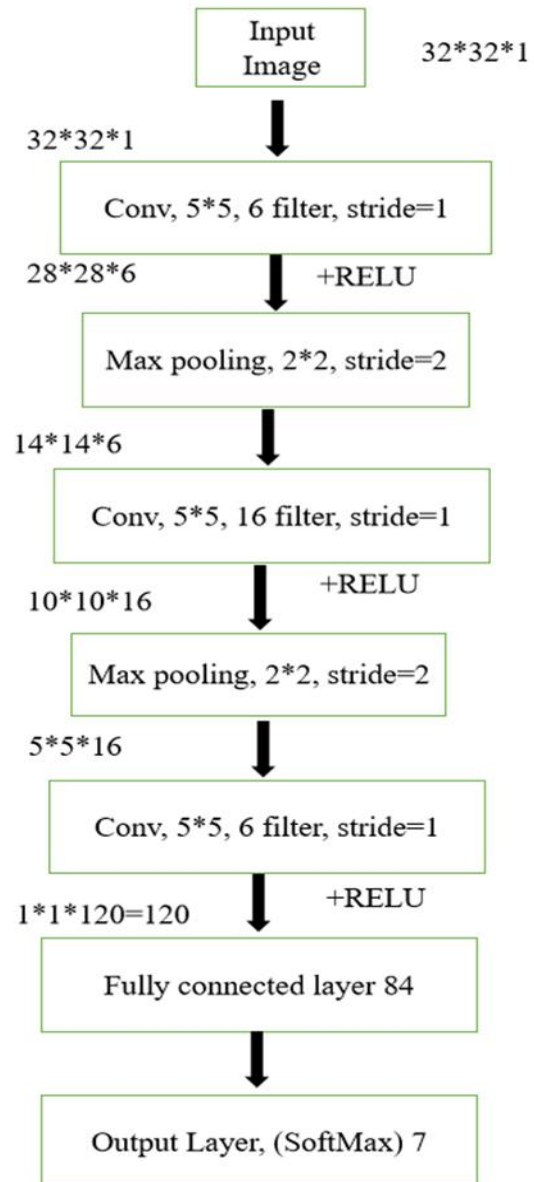 Input
Image
32*32*1
32*32*1
Conv, 5*5, 6 filter, stride=1
28*28*6
+RELU
Max pooling, 2*2, stride=2
14*14*6
Conv, 5*5, 16 filter, stride=1
+RELU
10*10*16
Max pooling, 2*2, stride=2
5*5*16
Conv, 5*5, 6 filter, stride=1
+RELU
1*1*120=120
Fully connected layer 84
Output Layer, (SoftMax) 7